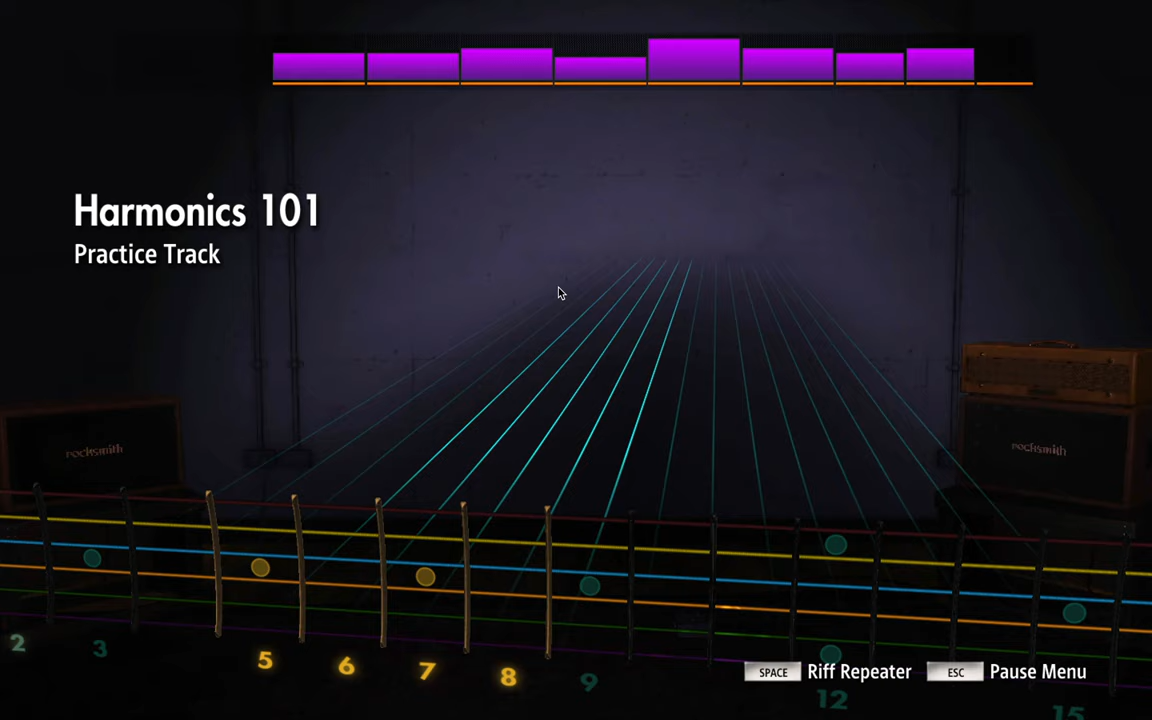 Harmonics 101
Practice Track
rocksmith
rocksmith
2 3 5 6 7 8 9 12 15
SPACE Riff Repeater ESC Pause Menu